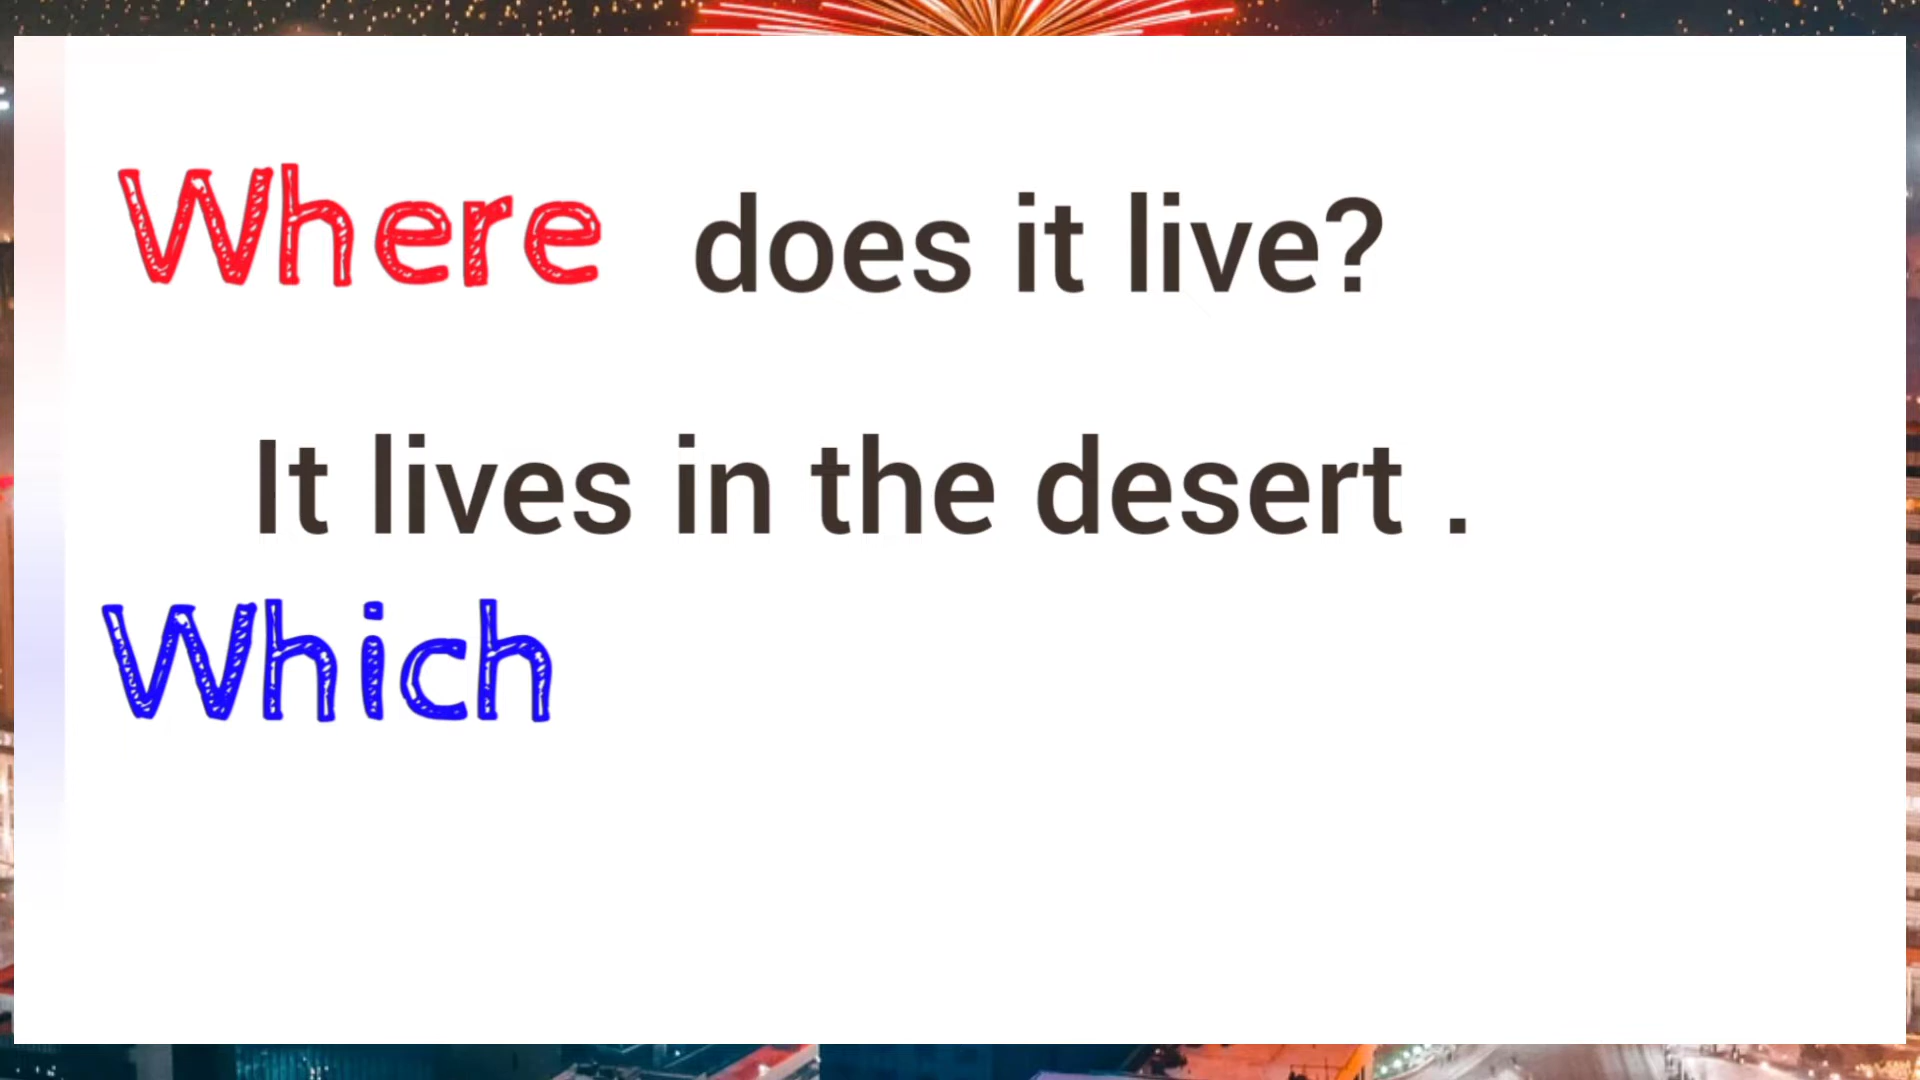 Where does it live?
It lives in the desert .
Which